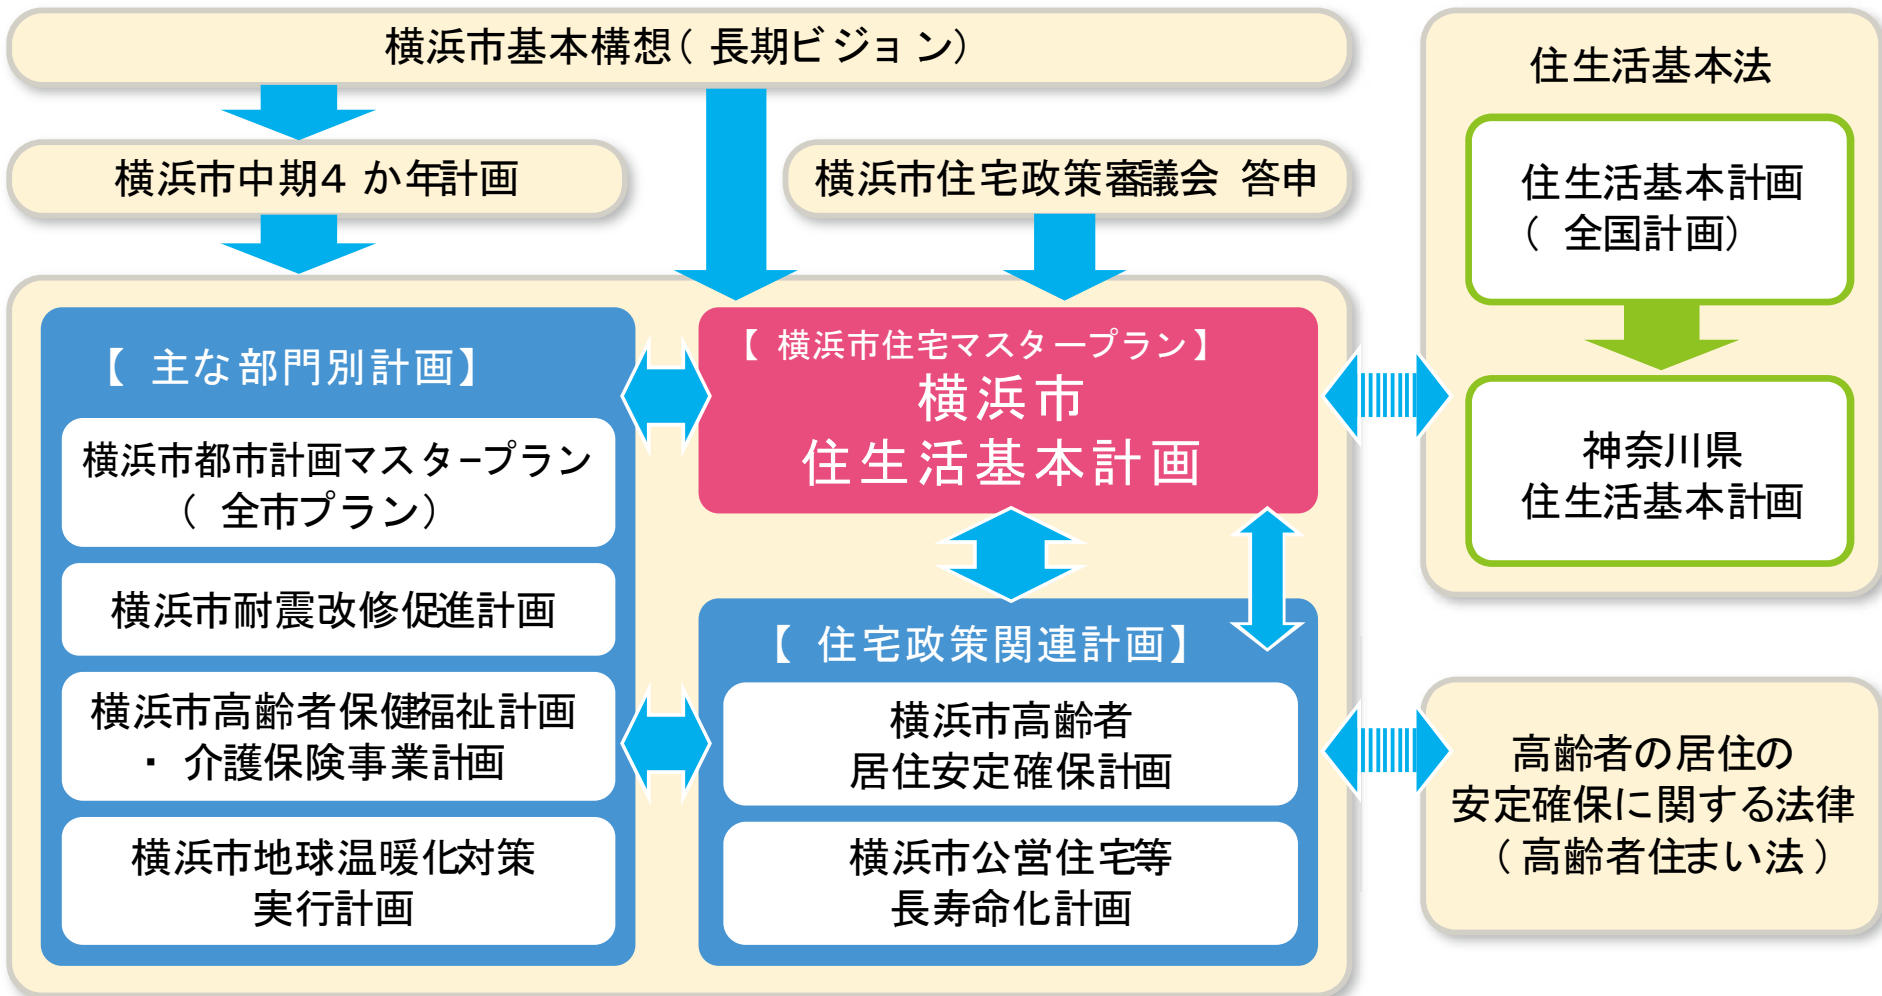 横浜市基本構想(長期ビジョン)
横浜市中期4か年計画
横浜市住宅政策審議会 答申
【主な部門別計画】
横浜市都市計画マスタープラン
(全市プラン)
横浜市耐震改修促進計画
横浜市高齢者保健福祉計画
・介護保険事業計画
横浜市地球温暖化対策
実行計画
【横浜市住宅マスタープラン】
横浜市
住生活基本計画
【住宅政策関連計画】
横浜市高齢者
居住安定確保計画
横浜市公営住宅等
長寿命化計画
住生活基本法
住生活基本計画
(全国計画)
神奈川県
住生活基本計画
高齢者の居住の
安定確保に関する法律
(高齢者住まい法)